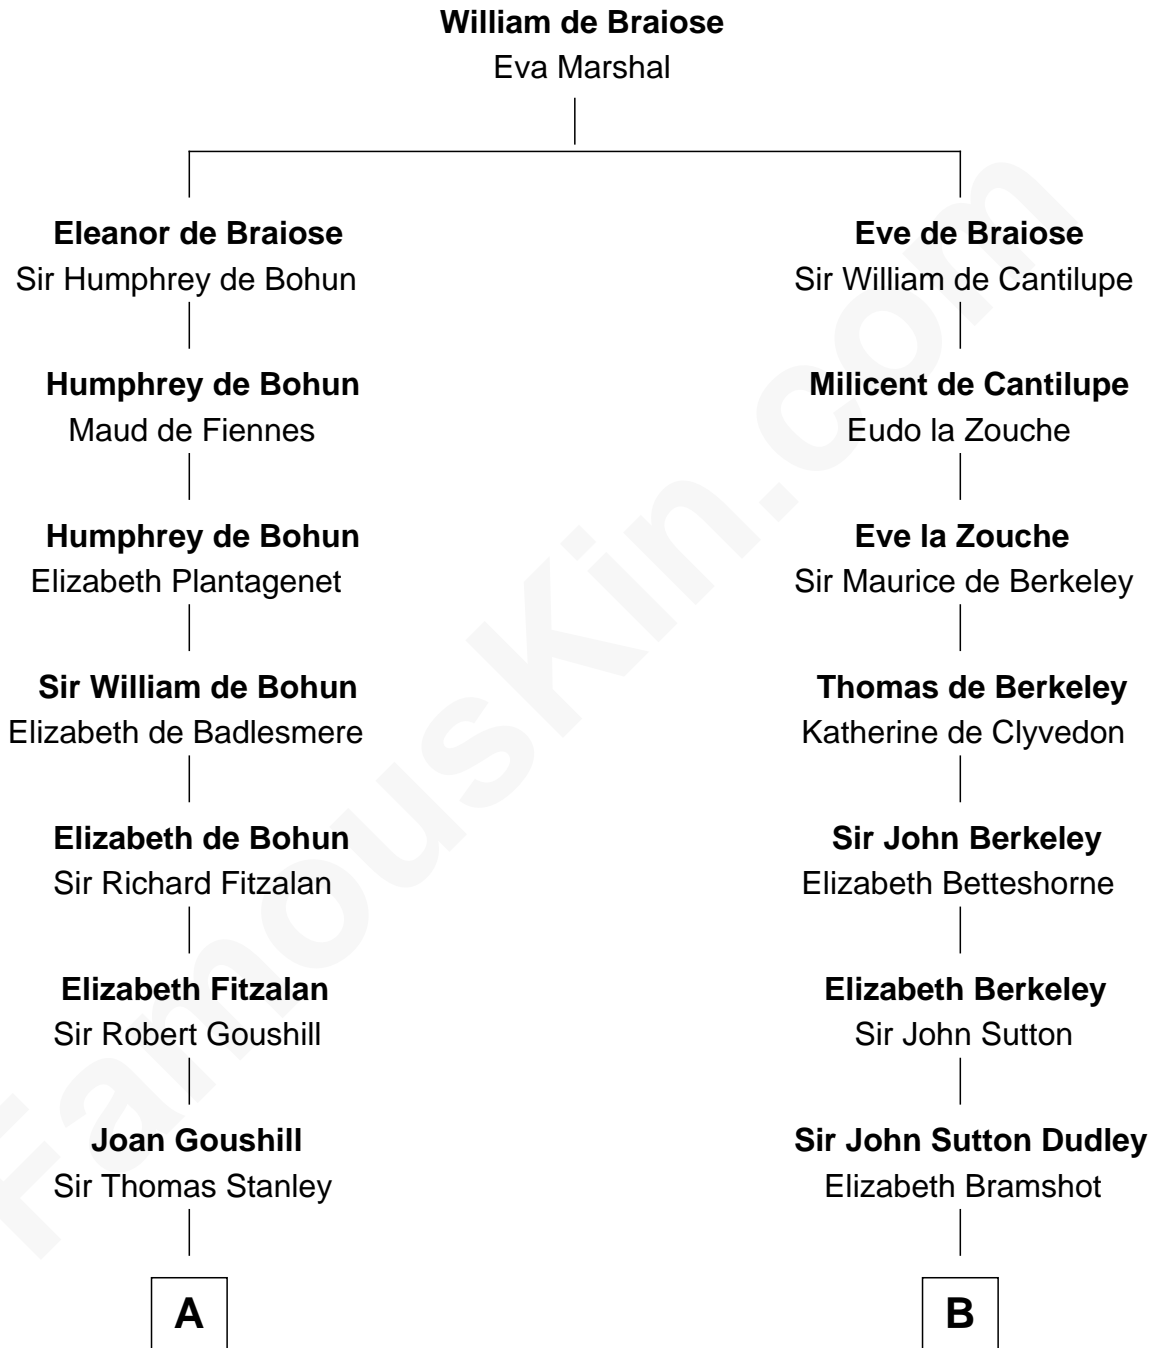 William de Braiose
Eva Marshal
Eleanor de Braiose
Sir Humphrey de Bohun
Eve de Braiose
Sir William de Cantilupe
Humphrey de Bohun
Maud de Fiennes
Milicent de Cantilupe
Eudo la Zouche
Humphrey de Bohun
Elizabeth Plantagenet
Eve la Zouche
Sir Maurice de Berkeley
Sir William de Bohun
Elizabeth de Badlesmere
Thomas de Berkeley
Katherine de Clyvedon
Elizabeth de Bohun
Sir Richard Fitzalan
Sir John Berkeley
Elizabeth Betteshorne
Elizabeth Fitzalan
Sir Robert Goushill
Elizabeth Berkeley
Sir John Sutton
Joan Goushill
Sir Thomas Stanley
Sir John Sutton Dudley
Elizabeth Bramshot
A
B
FamousKin.com